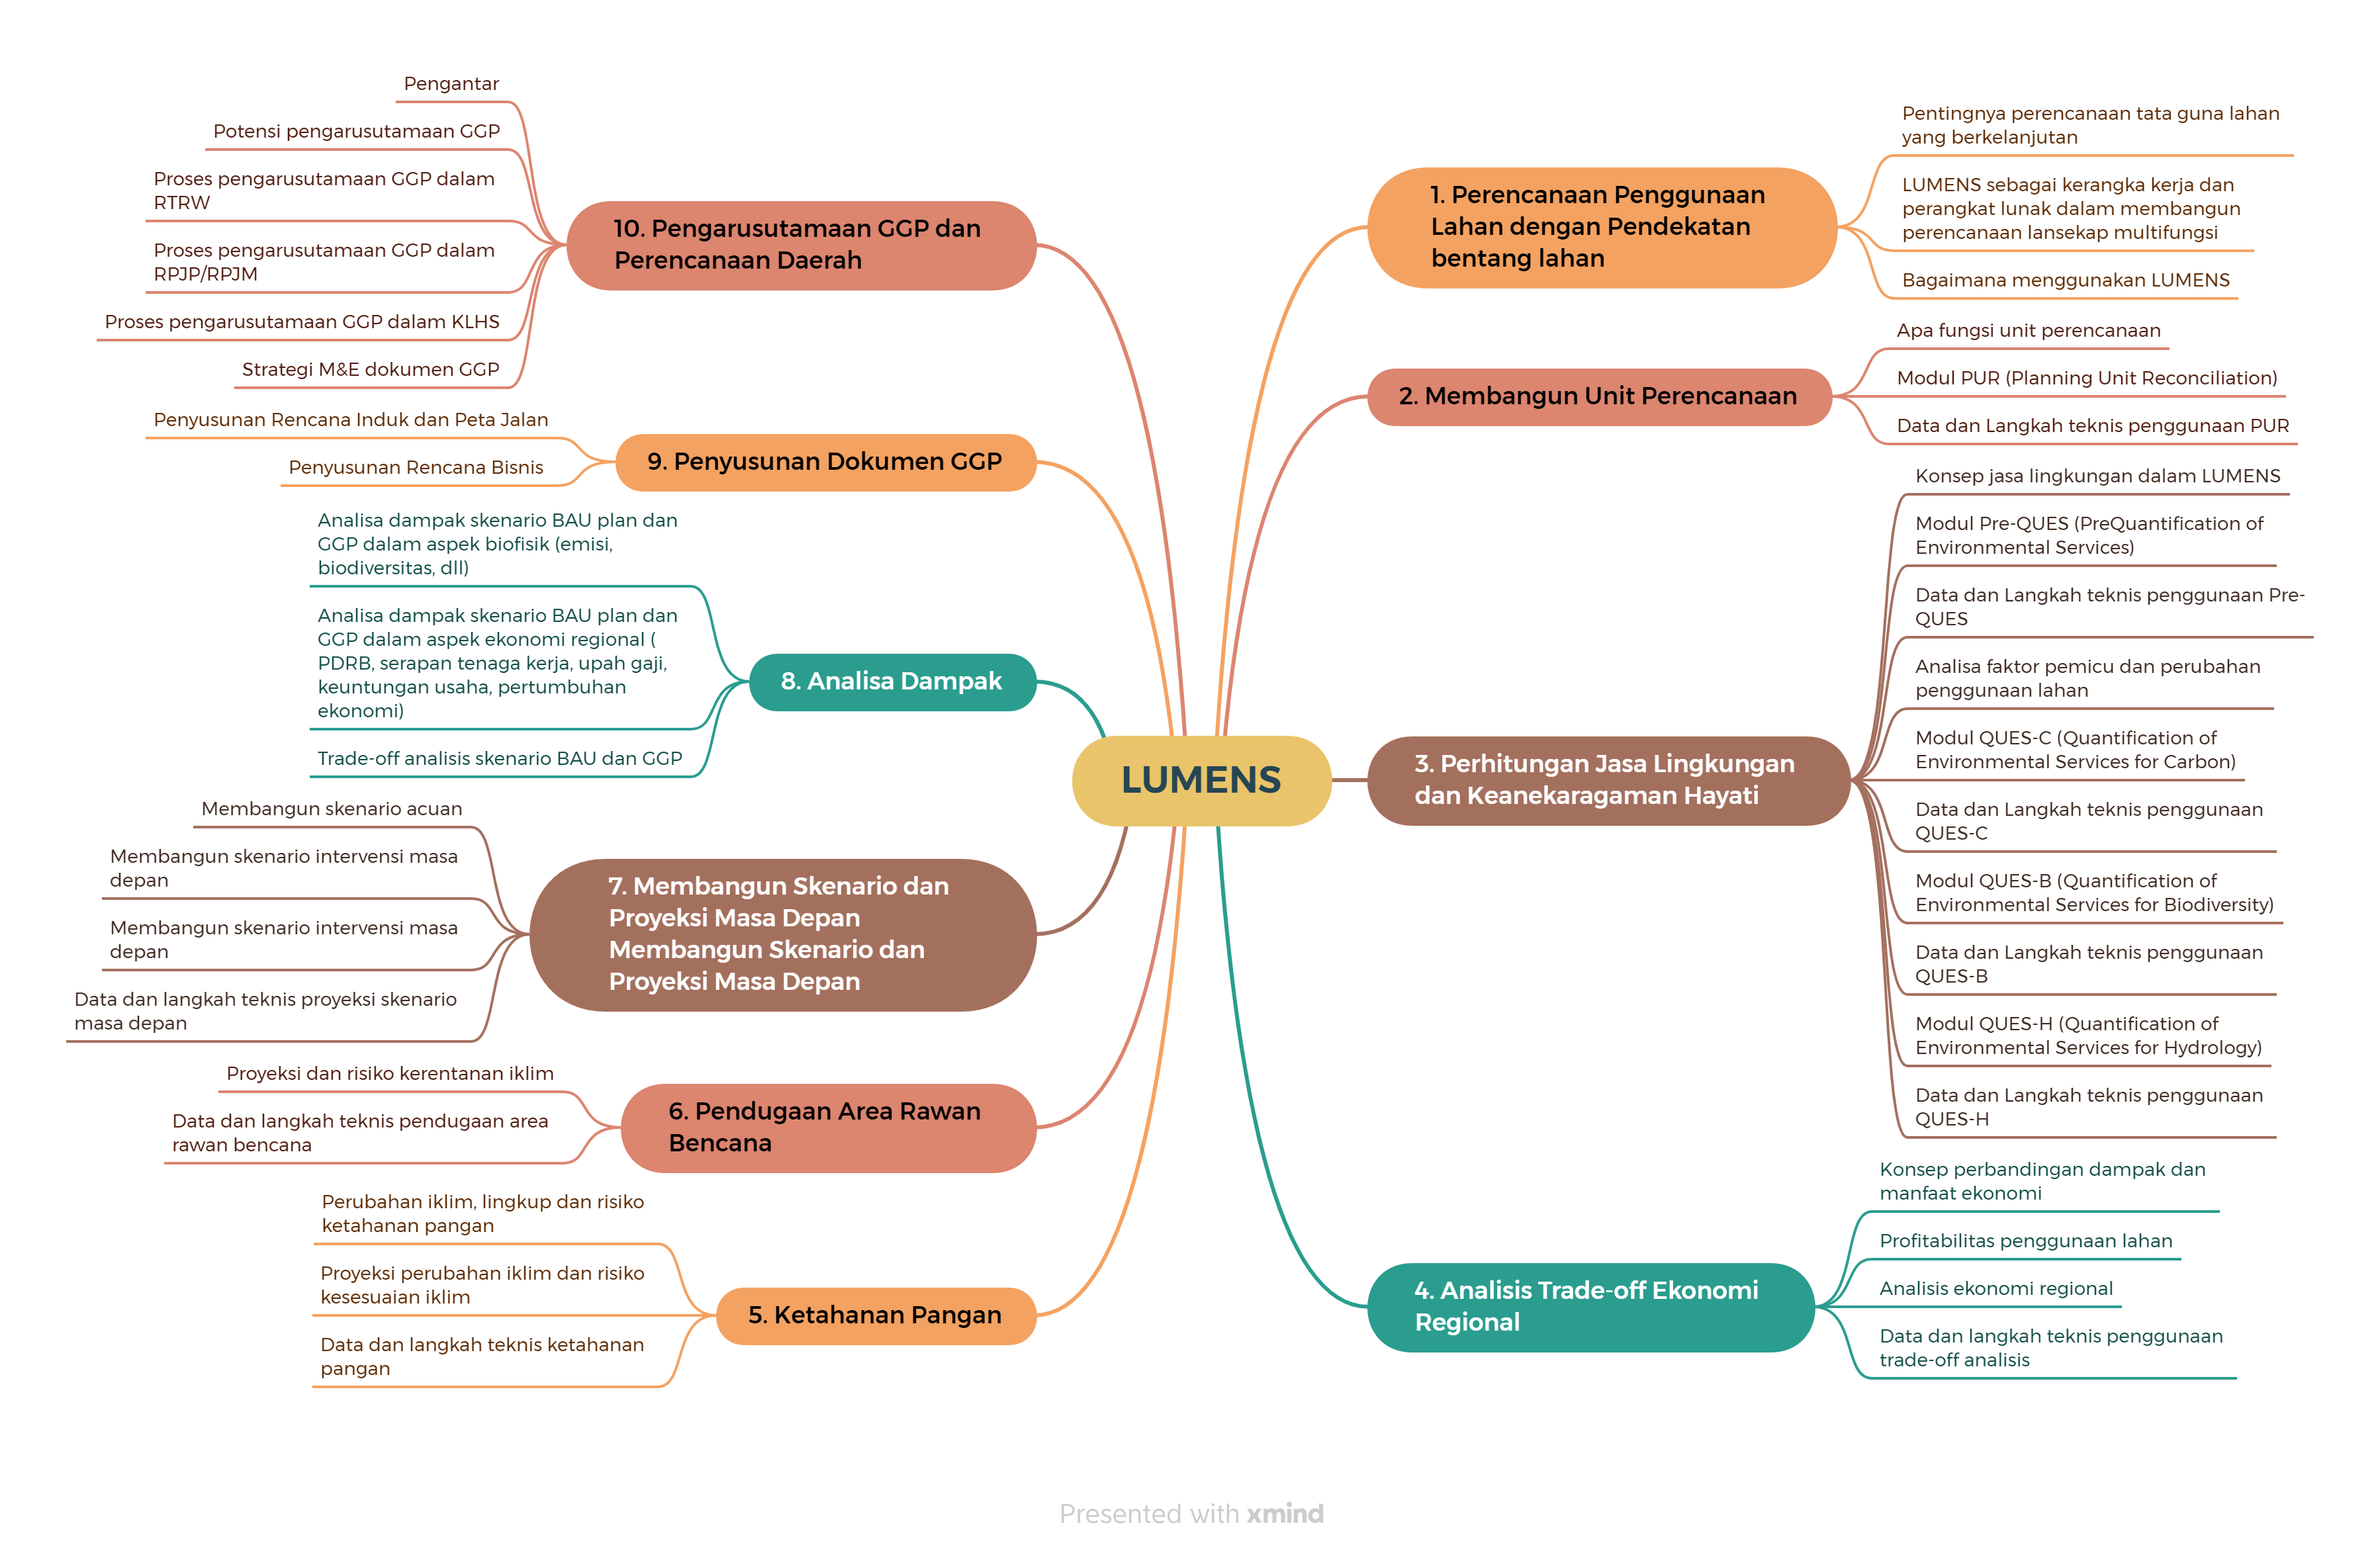 LUMENS
1. Perencanaan Penggunaan
Lahan dengan Pendekatan
bentang lahan
Pentingnya perencanaan tata guna lahan
yang berkelanjutan
LUMENS sebagai kerangka kerja dan
perangkat lunak dalam membangun
perencanaan lansekap multifungsi
Bagaimana menggunakan LUMENS
2. Membangun Unit Perencanaan
Apa fungsi unit perencanaan
Modul PUR (Planning Unit Reconciliation)
Data dan Langkah teknis penggunaan PUR
3. Perhitungan Jasa Lingkungan
dan Keanekaragaman Hayati
Konsep jasa lingkungan dalam LUMENS
Modul Pre-QUES (PreQuantification of
Environmental Services)
Data dan Langkah teknis penggunaan Pre-
QUES
Analisa faktor pemicu dan perubahan
penggunaan lahan
Modul QUES-C (Quantification of
Environmental Services for Carbon)
Data dan Langkah teknis penggunaan
QUES-C
Modul QUES-B (Quantification of
Environmental Services for Biodiversity)
Data dan Langkah teknis penggunaan
QUES-B
Modul QUES-H (Quantification of
Environmental Services for Hydrology)
Data dan Langkah teknis penggunaan
QUES-H
4. Analisis Trade-off Ekonomi
Regional
Konsep perbandingan dampak dan
manfaat ekonomi
Profitabilitas penggunaan lahan
Analisis ekonomi regional
Data dan langkah teknis penggunaan
trade-off analisis
5. Ketahanan Pangan
Perubahan iklim, lingkup dan risiko
ketahanan pangan
Proyeksi perubahan iklim dan risiko
kesesuaian iklim
Data dan langkah teknis ketahanan
pangan
6. Pendugaan Area Rawan
Bencana
Proyeksi dan risiko kerentanan iklim
Data dan langkah teknis pendugaan area
rawan bencana
7. Membangun Skenario dan
Proyeksi Masa Depan
Membangun Skenario dan
Proyeksi Masa Depan
Membangun skenario acuan
Membangun skenario intervensi masa
depan
Membangun skenario intervensi masa
depan
Data dan langkah teknis proyeksi skenario
masa depan
8. Analisa Dampak
Analisa dampak skenario BAU plan dan
GGP dalam aspek biofisik (emisi,
biodiversitas, dll)
Analisa dampak skenario BAU plan dan
GGP dalam aspek ekonomi regional (
PDRB, serapan tenaga kerja, upah gaji,
keuntungan usaha, pertumbuhan
ekonomi)
Trade-off analisis skenario BAU dan GGP
9. Penyusunan Dokumen GGP
Penyusunan Rencana Induk dan Peta Jalan
Penyusunan Rencana Bisnis
10. Pengarusutamaan GGP dan
Perencanaan Daerah
Pengantar
Potensi pengarusutamaan GGP
Proses pengarusutamaan GGP dalam
RTRW
Proses pengarusutamaan GGP dalam
RPJP/RPJM
Proses pengarusutamaan GGP dalam KLHS
Strategi M&E dokumen GGP
Presented with xmind